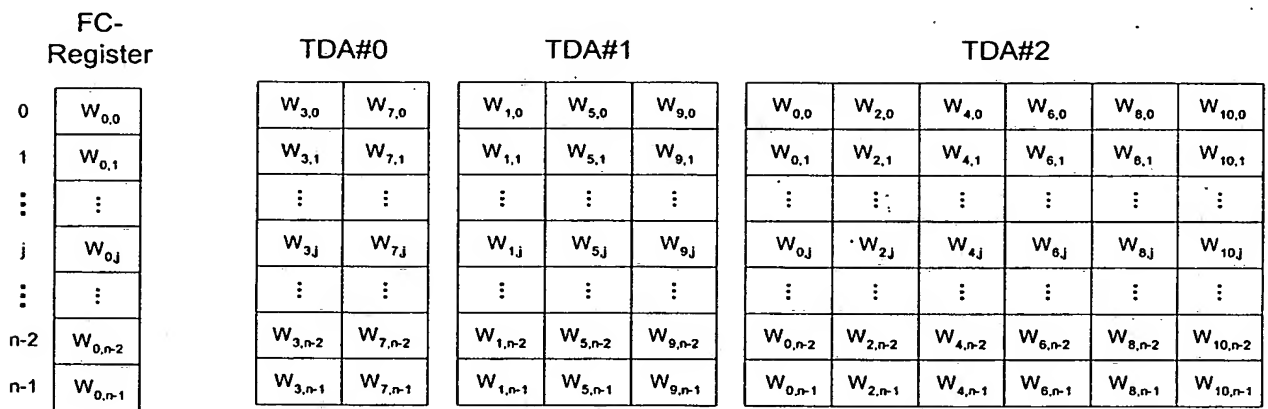 FC-
Register TDA#0 TDA#1 TDA#2
0 W0,0 W3,0 W7,0 W1,0 W5,0 W9,0 W0,0 W2,0 W4,0 W6,0 W8,0 W10,0
1 W0,1 W3,1 W7,1 W1,1 W5,1 W9,1 W0,1 W2,1 W4,1 W6,1 W8,1 W10,1
⋮ ⋮ ⋮ ⋮ ⋮ ⋮ ⋮ ⋮ ⋮ ⋮ ⋮ ⋮ ⋮
j W0,j W3,j W7,j W1,j W5,j W9,j W0,j W2,j W4,j W6,j W8,j W10,j
⋮ ⋮ ⋮ ⋮ ⋮ ⋮ ⋮ ⋮ ⋮ ⋮ ⋮ ⋮ ⋮
n-2 W0,n-2 W3,n-2 W7,n-2 W1,n-2 W5,n-2 W9,n-2 W0,n-2 W2,n-2 W4,n-2 W6,n-2 W8,n-2 W10,n-2
n-1 W0,n-1 W3,n-1 W7,n-1 W1,n-1 W5,n-1 W9,n-1 W0,n-1 W2,n-1 W4,n-1 W6,n-1 W8,n-1 W10,n-1